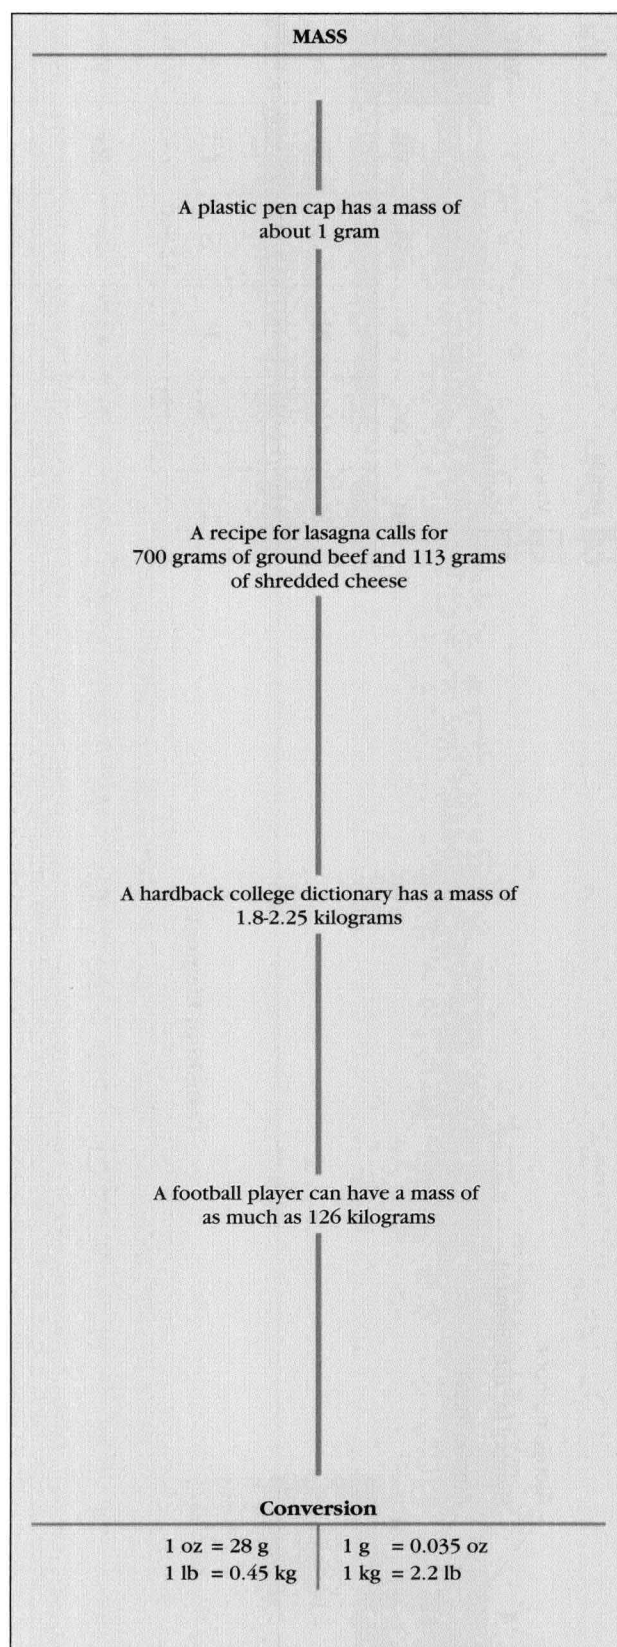 MASS
A plastic pen cap has a mass of
about 1 gram
A recipe for lasagna calls for
700 grams of ground beef and 113 grams
of shredded cheese
A hardback college dictionary has a mass of
1.8-2.25 kilograms
A football player can have a mass of
as much as 126 kilograms
Conversion
1 oz = 28 g 1 g = 0.035 oz
1 lb = 0.45 kg 1 kg = 2.2 lb